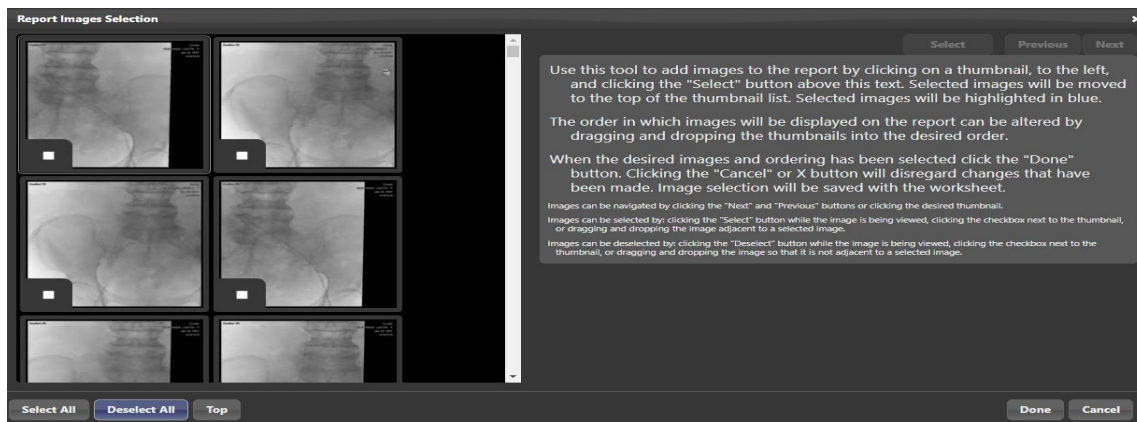 Report Images Selection
Select
Previous
Next
Use this tool to add images to the report by clicking on a thumbnail, to the left,
and clicking the "Select" button above this text. Selected images will be moved
to the top of the thumbnail list. Selected images will be highlighted in blue.
The order in which images will be displayed on the report can be altered by
dragging and dropping the thumbnails into the desired order.
When the desired images and ordering has been selected click the "Done"
button. Clicking the "Cancel" or X button will disregard changes that have
been made. Image selection will be saved with the worksheet.
Images can be navigated by clicking the "Next" and "Previous" buttons or clicking the desired thumbnail.
Images can be selected by: clicking the "Select" button while the image is being viewed, clicking the checkbox next to the thumbnail,
or dragging and dropping the image adjacent to a selected image.
Images can be deselected by: clicking the "Deselect" button while the image is being viewed, clicking the checkbox next to the
thumbnail, or dragging and dropping the image so that it is not adjacent to a selected image.
Select All
Deselect All
Top
Done
Cancel